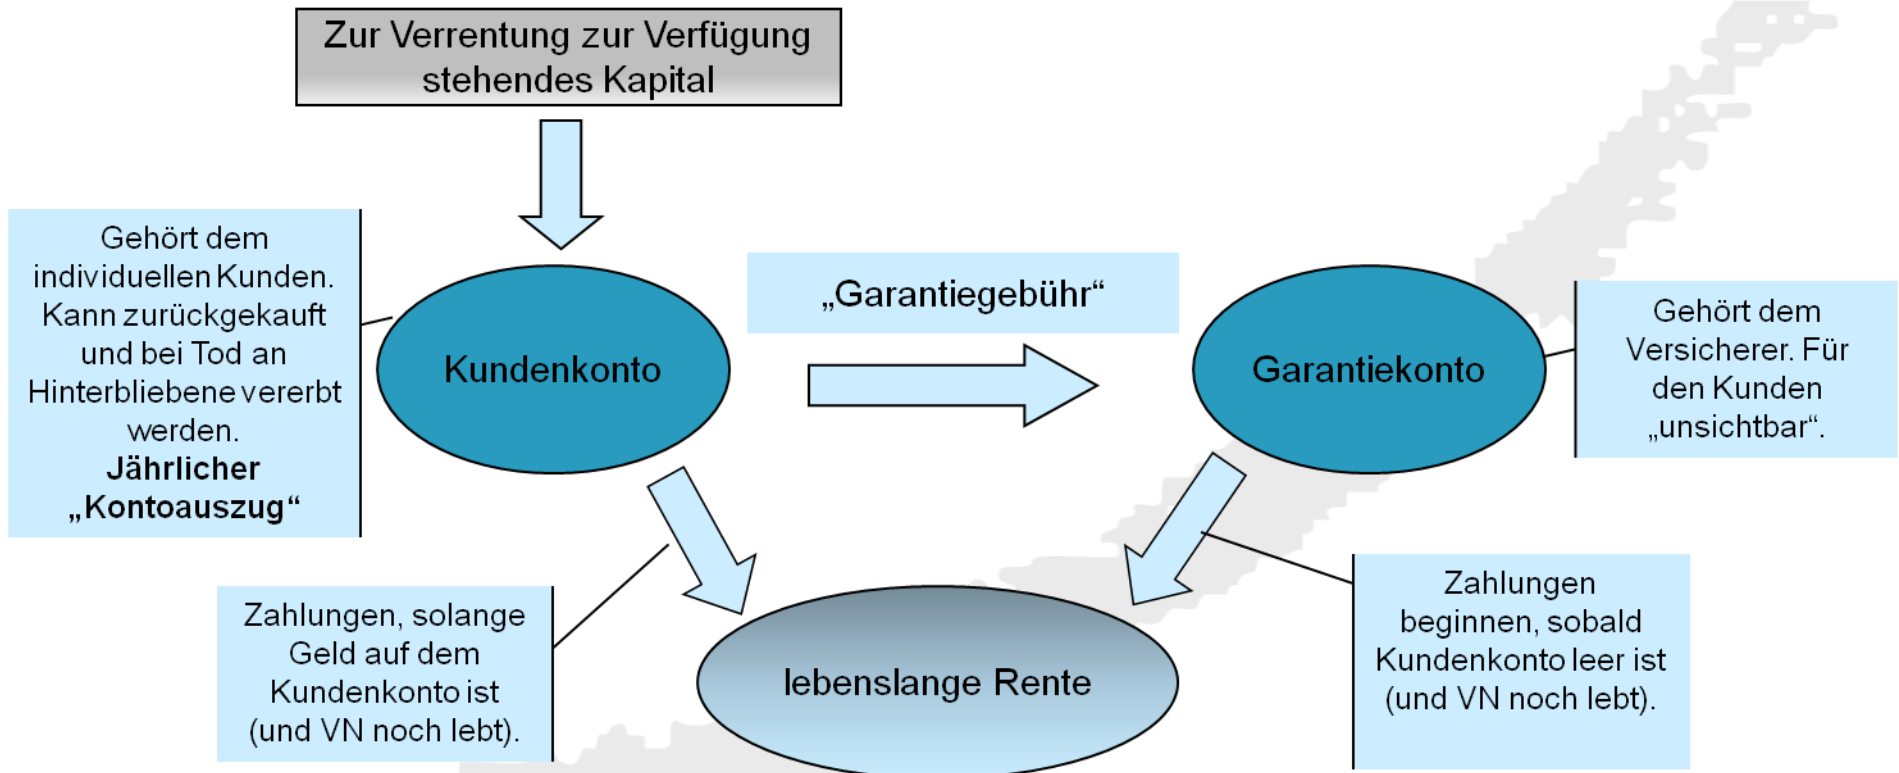 Zur Verrentung zur Verfügung
stehendes Kapital
Gehört dem
individuellen Kunden.
Kann zurückgekauft
und bei Tod an
Hinterbliebene vererbt
werden.
Jährlicher
„Kontoauszug“
Kundenkonto
„Garantiegebühr“
Garantiekonto
Gehört dem
Versicherer. Für
den Kunden
„unsichtbar“.
Zahlungen, solange
Geld auf dem
Kundenkonto ist
(und VN noch lebt).
lebenslange Rente
Zahlungen
beginnen, sobald
Kundenkonto leer ist
(und VN noch lebt).